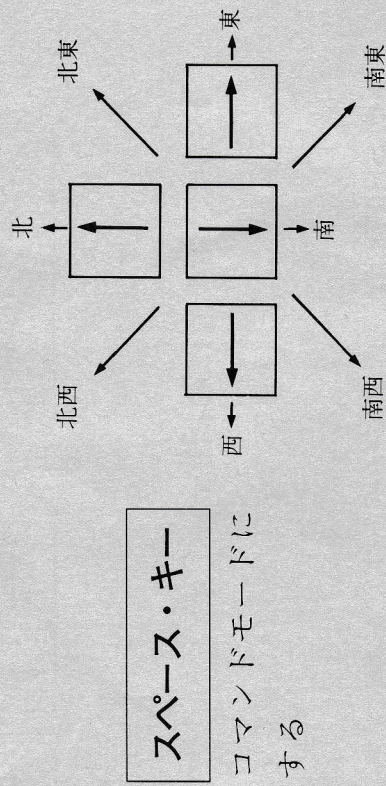 スペース・キー
コマンドモードに
する
北
北西
北東
西
東
南西
南
南東